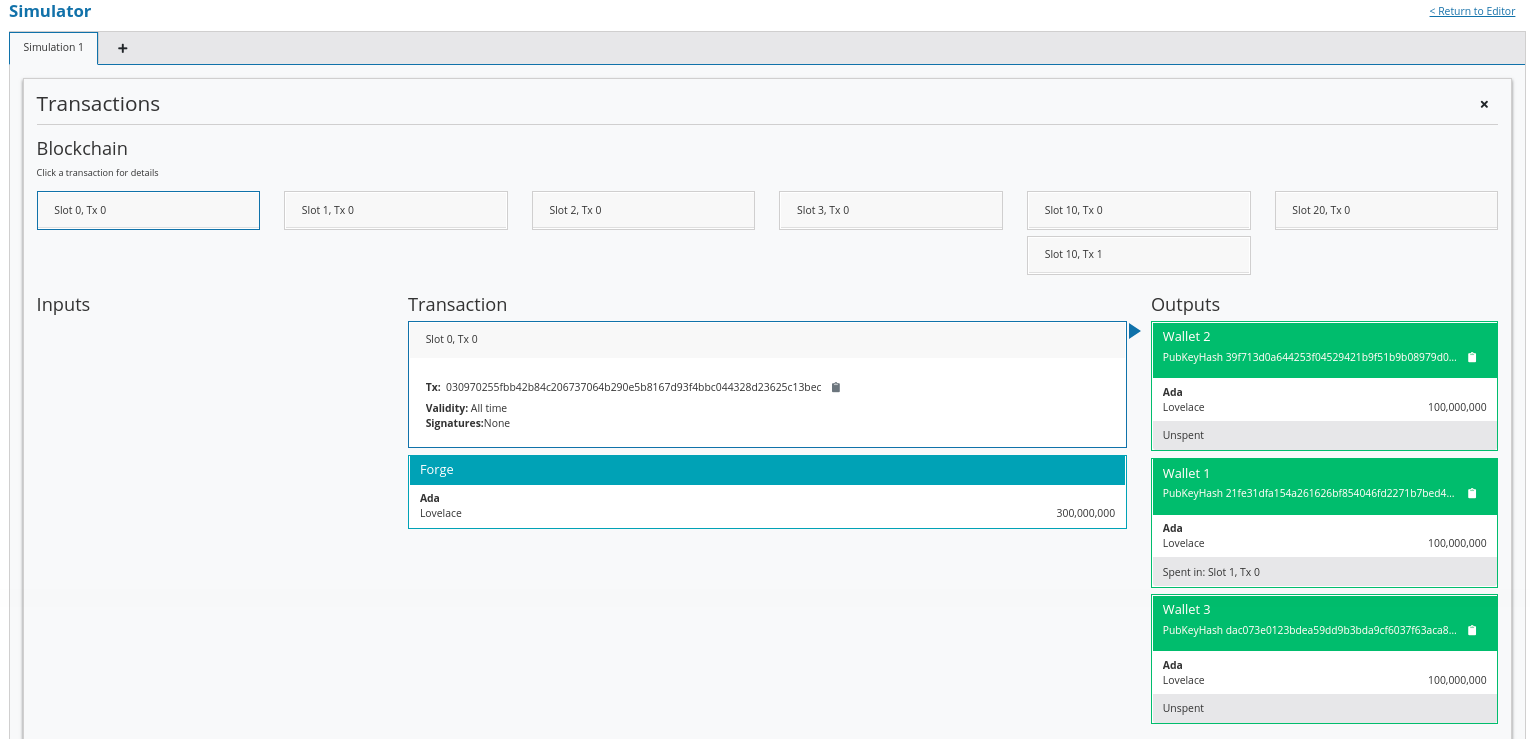 Simulator
< Return to Editor
Simulation 1
+
Transactions
×
Blockchain
Click a transaction for details
Slot 0, Tx 0
Slot 1, Tx 0
Slot 2, Tx 0
Slot 3, Tx 0
Slot 10, Tx 0
Slot 20, Tx 0
Slot 10, Tx 1
Inputs
Transaction
Slot 0, Tx 0
Tx: 030970255fbb42b84c206737064b290e5b8167d93f4bbc044328d23625c13bec
Validity: All time
Signatures:None
Forge
Ada
Lovelace 300,000,000
Outputs
Wallet 2
PubKeyHash 39f713d0a644253f04529421b9f51b9b08979d0...
Ada
Lovelace 100,000,000
Unspent
Wallet 1
PubKeyHash 21fe31dfa154a261626bf854046fd2271b7bed4...
Ada
Lovelace 100,000,000
Spent in: Slot 1, Tx 0
Wallet 3
PubKeyHash dac073e0123bdea59dd9b3bda9cf6037f63aca8...
Ada
Lovelace 100,000,000
Unspent